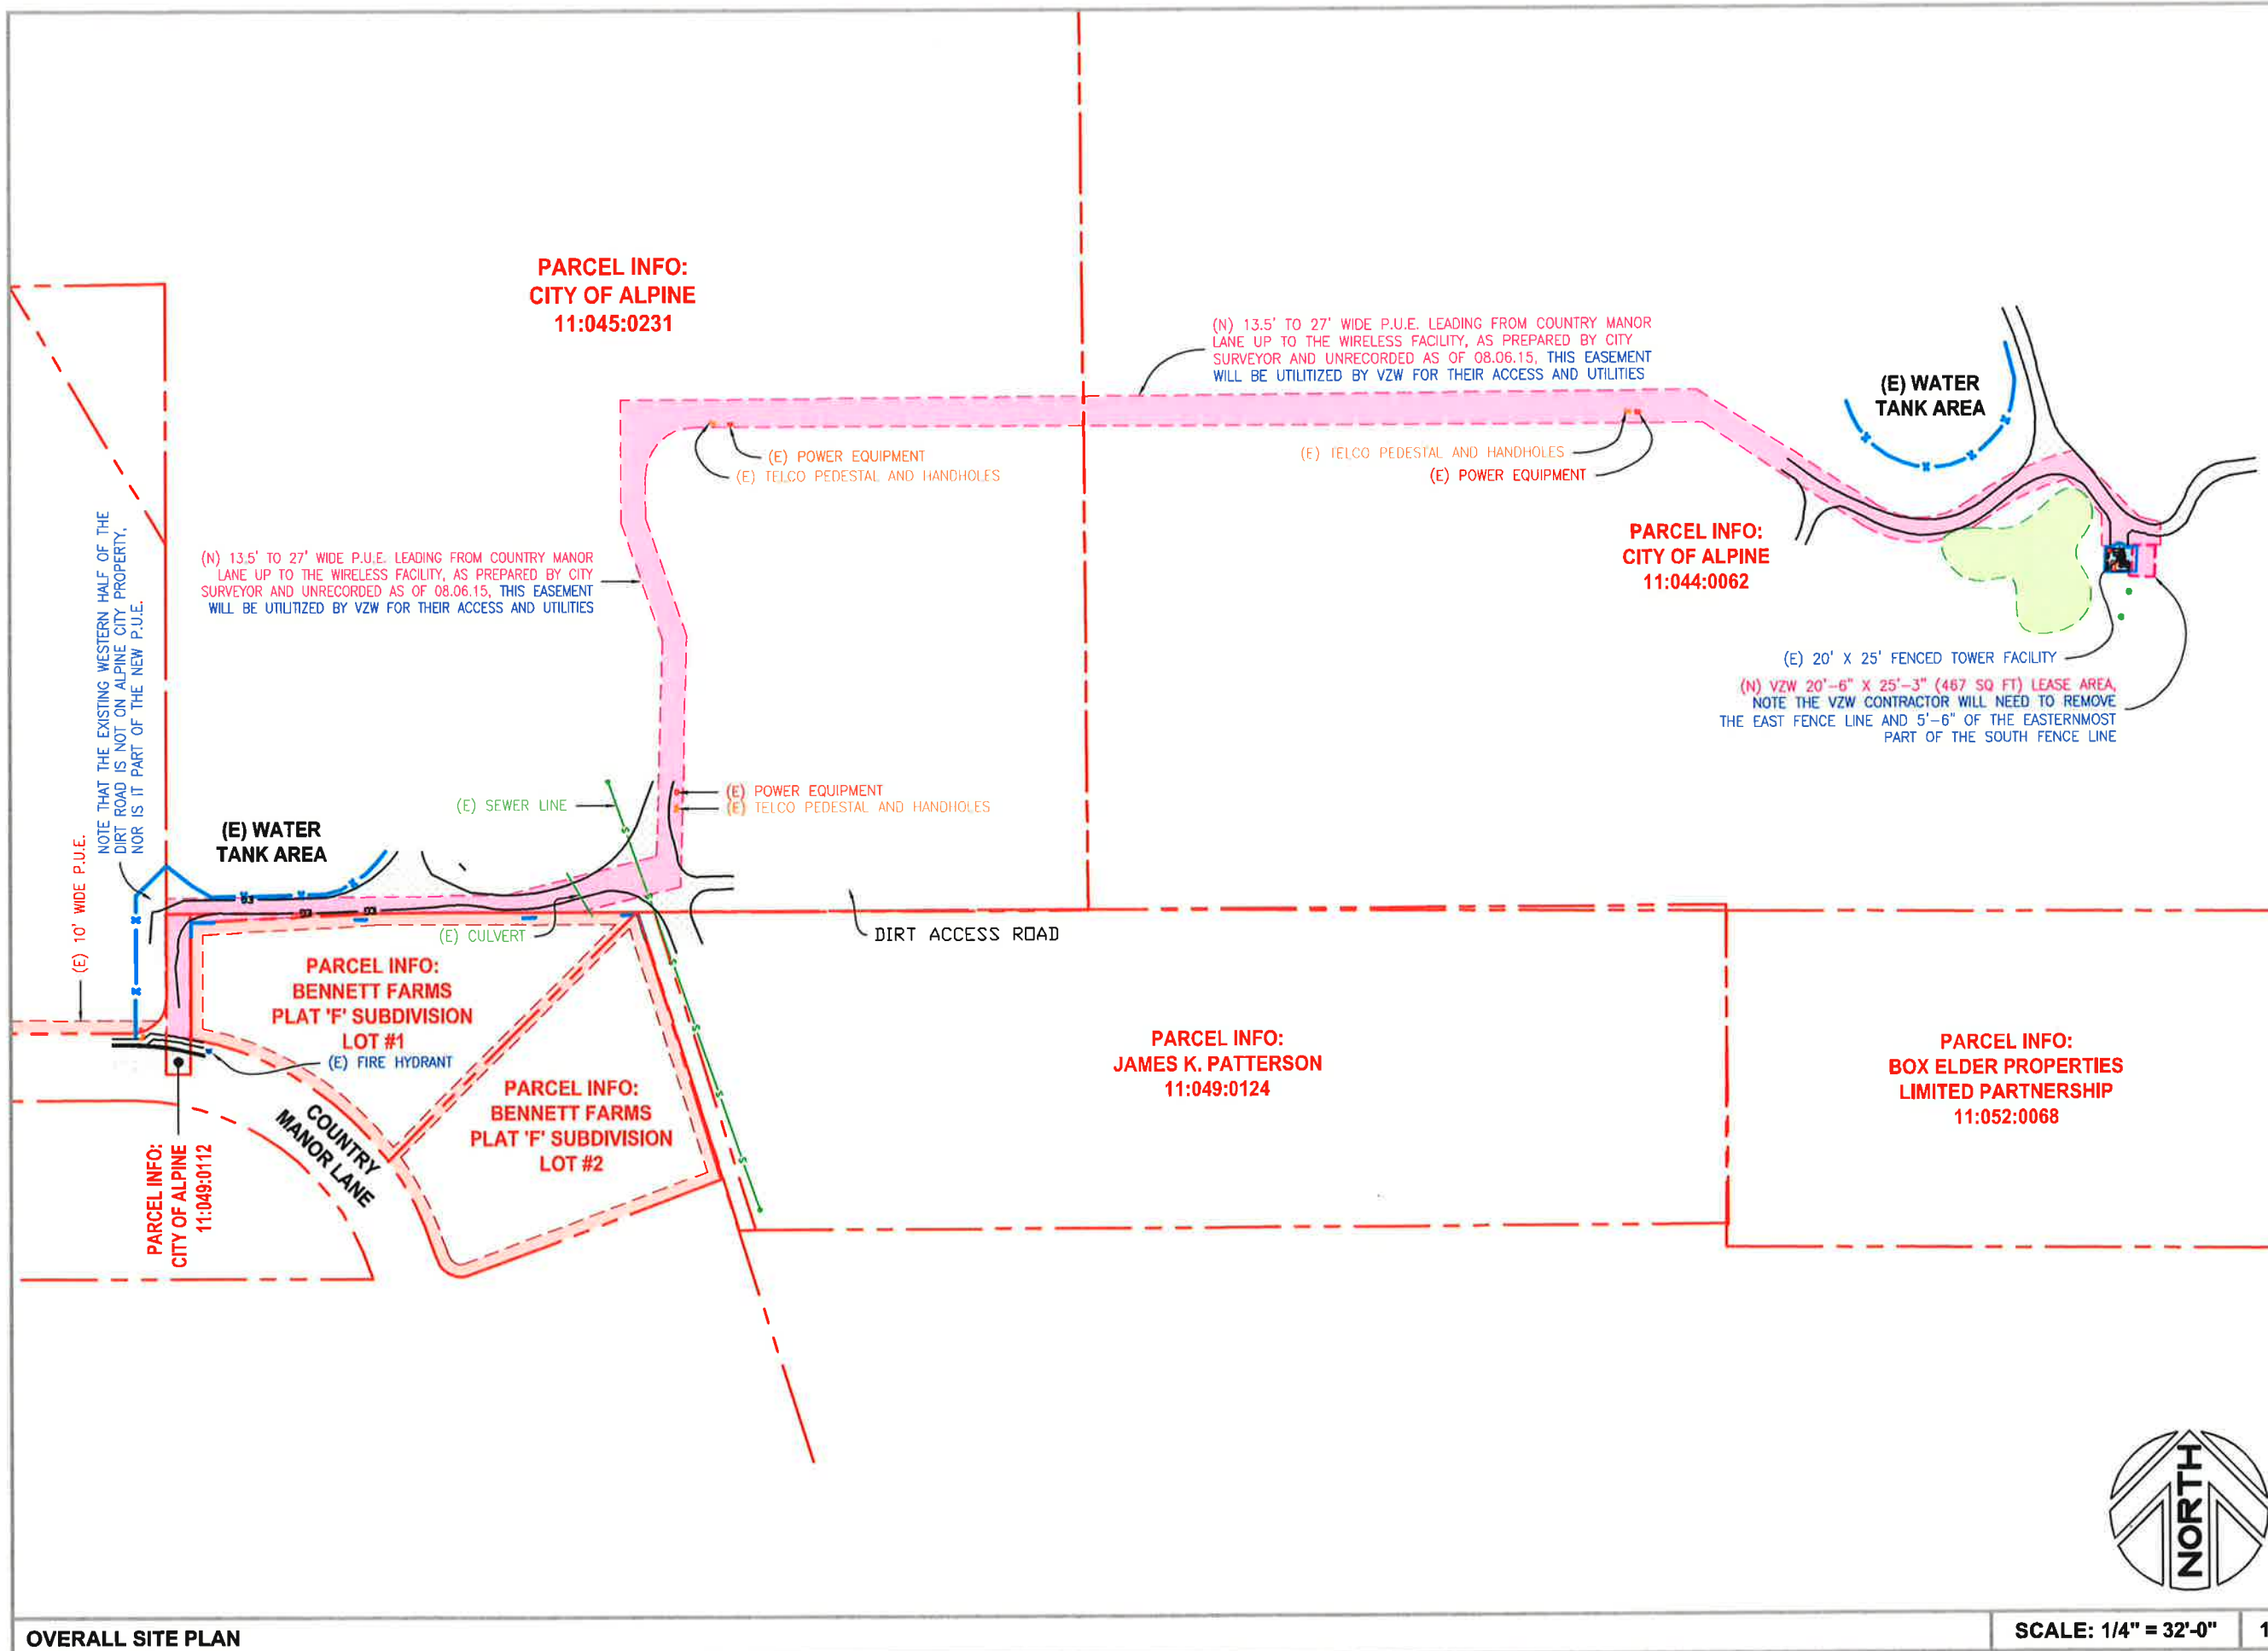 PARCEL INFO:
CITY OF ALPINE
11:045:0231
(N) 13.5' TO 27' WIDE P.U.E. LEADING FROM COUNTRY MANOR
LANE UP TO THE WIRELESS FACILITY, AS PREPARED BY CITY
SURVEYOR AND UNRECORDED AS OF 08.06.15, THIS EASEMENT
WILL BE UTILITIZED BY VZW FOR THEIR ACCESS AND UTILITIES
(E) WATER
TANK AREA
(E) POWER EQUIPMENT
(E) TELCO PEDESTAL AND HANDHOLES
(E) TELCO PEDESTAL AND HANDHOLES
(E) POWER EQUIPMENT
PARCEL INFO:
CITY OF ALPINE
11:044:0062
(N) 13.5' TO 27' WIDE P.U.E. LEADING FROM COUNTRY MANOR
LANE UP TO THE WIRELESS FACILITY, AS PREPARED BY CITY
SURVEYOR AND UNRECORDED AS OF 08.06.15, THIS EASEMENT
WILL BE UTILITIZED BY VZW FOR THEIR ACCESS AND UTILITIES
NOTE THAT THE EXISTING WESTERN HALF OF THE
DIRT ROAD IS NOT ON ALPINE CITY PROPERTY,
NOR IS IT PART OF THE NEW P.U.E.
(E) 10' WIDE P.U.E.
(E) 20' X 25' FENCED TOWER FACILITY
(N) VZW 20'-6" X 25'-3" (467 SQ FT) LEASE AREA,
NOTE THE VZW CONTRACTOR WILL NEED TO REMOVE
THE EAST FENCE LINE AND 5'-6" OF THE EASTERNMOST
PART OF THE SOUTH FENCE LINE
(E) SEWER LINE
(E) POWER EQUIPMENT
(E) TELCO PEDESTAL AND HANDHOLES
(E) WATER
TANK AREA
(E) CULVERT
DIRT ACCESS ROAD
PARCEL INFO:
BENNETT FARMS
PLAT 'F' SUBDIVISION
LOT #1
(E) FIRE HYDRANT
PARCEL INFO:
BENNETT FARMS
PLAT 'F' SUBDIVISION
LOT #2
COUNTRY
MANOR LANE
PARCEL INFO:
CITY OF ALPINE
11:049:0112
PARCEL INFO:
JAMES K. PATTERSON
11:049:0124
PARCEL INFO:
BOX ELDER PROPERTIES
LIMITED PARTNERSHIP
11:052:0068
NORTH
OVERALL SITE PLAN
SCALE: 1/4" = 32'-0"